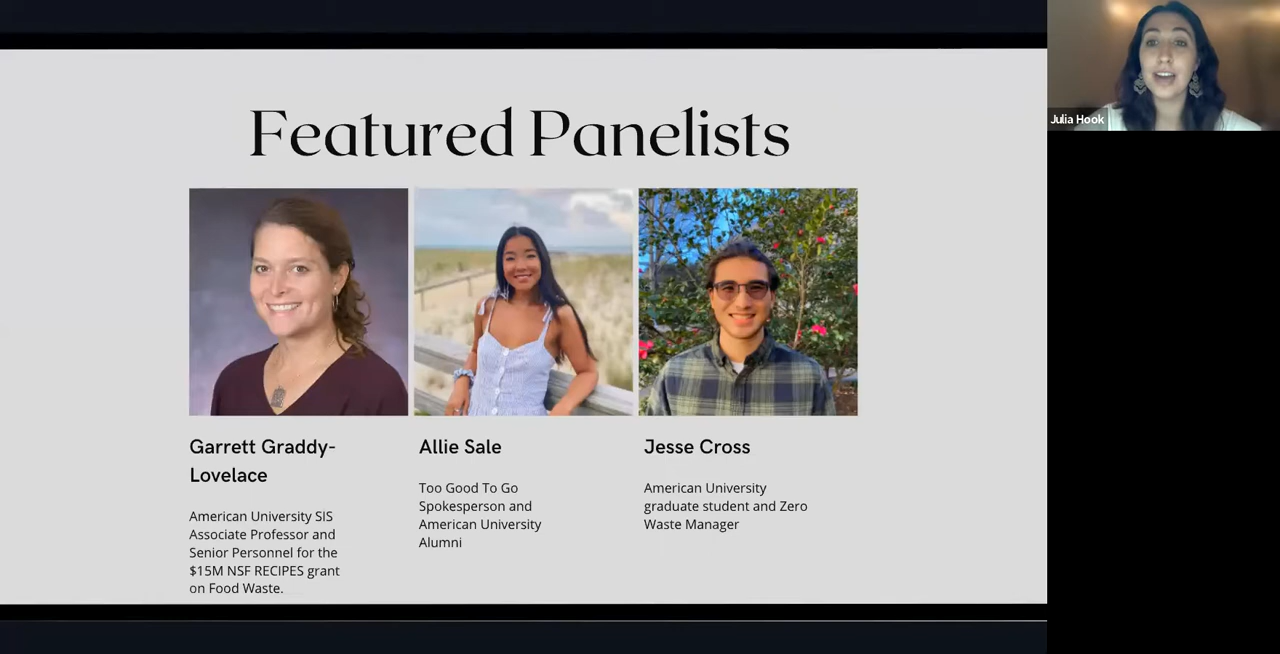 Featured Panelists
Julia Hook
Garrett Graddy-
Lovelace
American University SIS
Associate Professor and
Senior Personnel for the
$15M NSF RECIPES grant
on Food Waste.
Allie Sale
Too Good To Go
Spokesperson and
American University
Alumni
Jesse Cross
American University
graduate student and Zero
Waste Manager